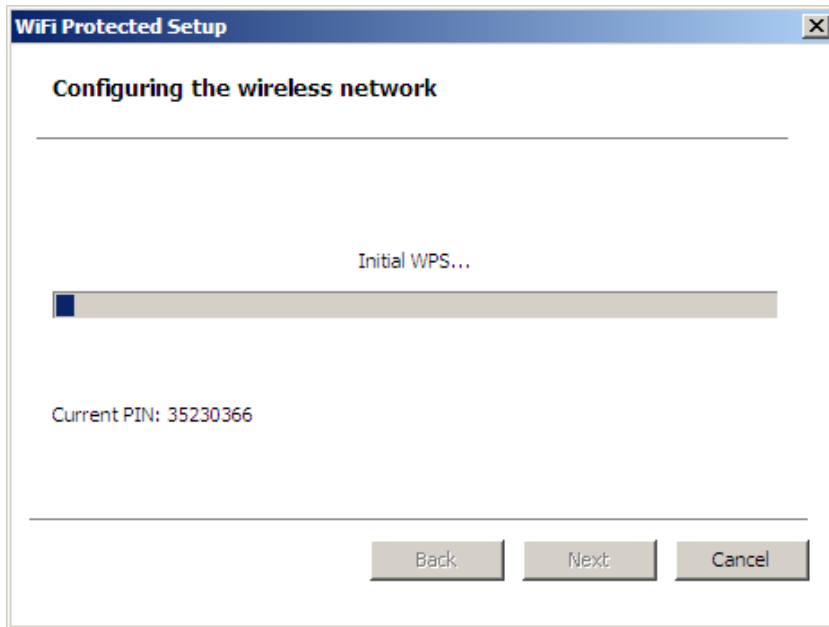 WiFi Protected Setup
Configuring the wireless network
Initial WPS...
Current PIN: 35230366
Back Next Cancel